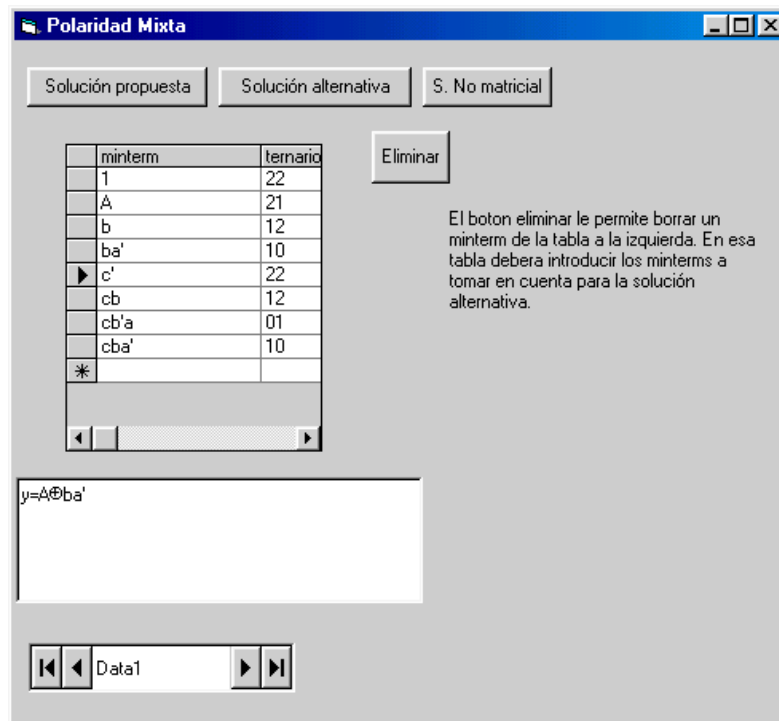 Polaridad Mixta
Solución propuesta Solución alternativa S. No matricial
minterm ternario
1 22
A 21
b 12
ba' 10
c' 22
cb 12
cb'a 01
cba' 10
Eliminar
El boton eliminar le permite borrar un
minterm de la tabla a la izquierda. En esa
tabla debera introducir los minterms a
tomar en cuenta para la solución
alternativa.
y=A⊕ba'
Data1